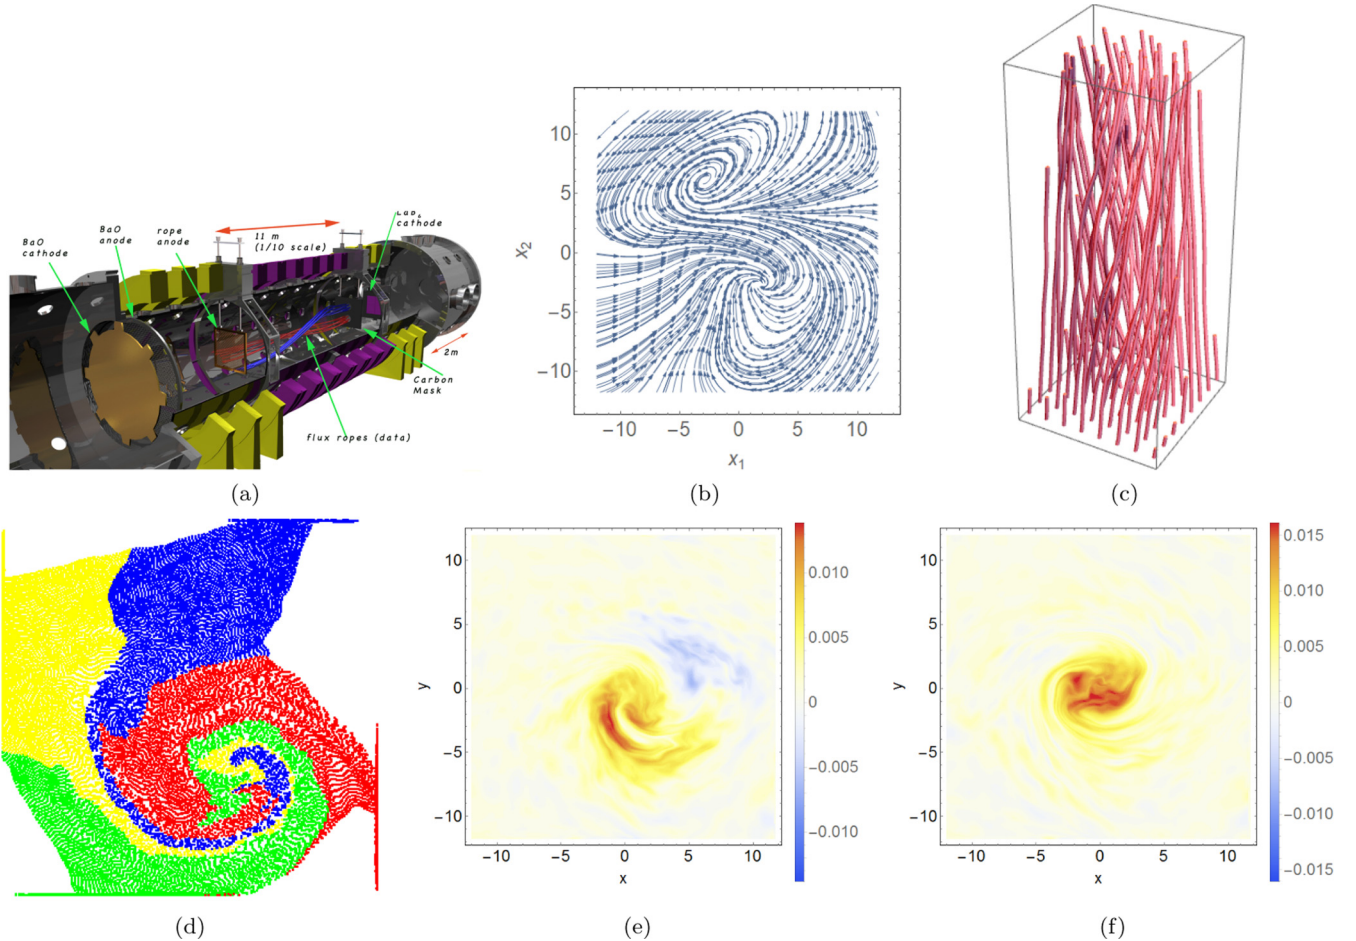 BaO
cathode
BaO
anode
rope
anode
11 m
(1/10 scale)
cathode
2m
Carbon
Mask
flux ropes (data)
(a)
10
5
0
−5
−10
x2
−10
−5
0
5
10
x1
(b)
(c)
(d)
10
5
0
−5
−10
y
−10
−5
0
5
10
x
0.010
0.005
0
−0.005
−0.010
(e)
10
5
0
−5
−10
y
−10
−5
0
5
10
x
0.015
0.010
0.005
0
−0.005
−0.010
−0.015
(f)